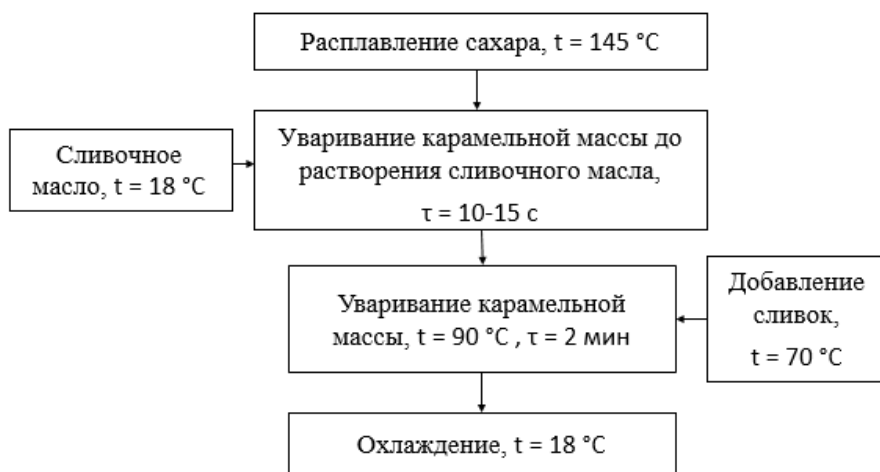 Расплавление сахара, t = 145 °C
Сливочное
масло, t = 18 °C
Уваривание карамельной массы до
растворения сливочного масла,
τ = 10-15 с
Уваривание карамельной
массы, t = 90 °C , τ = 2 мин
Добавление
сливок,
t = 70 °C
Охлаждение, t = 18 °C